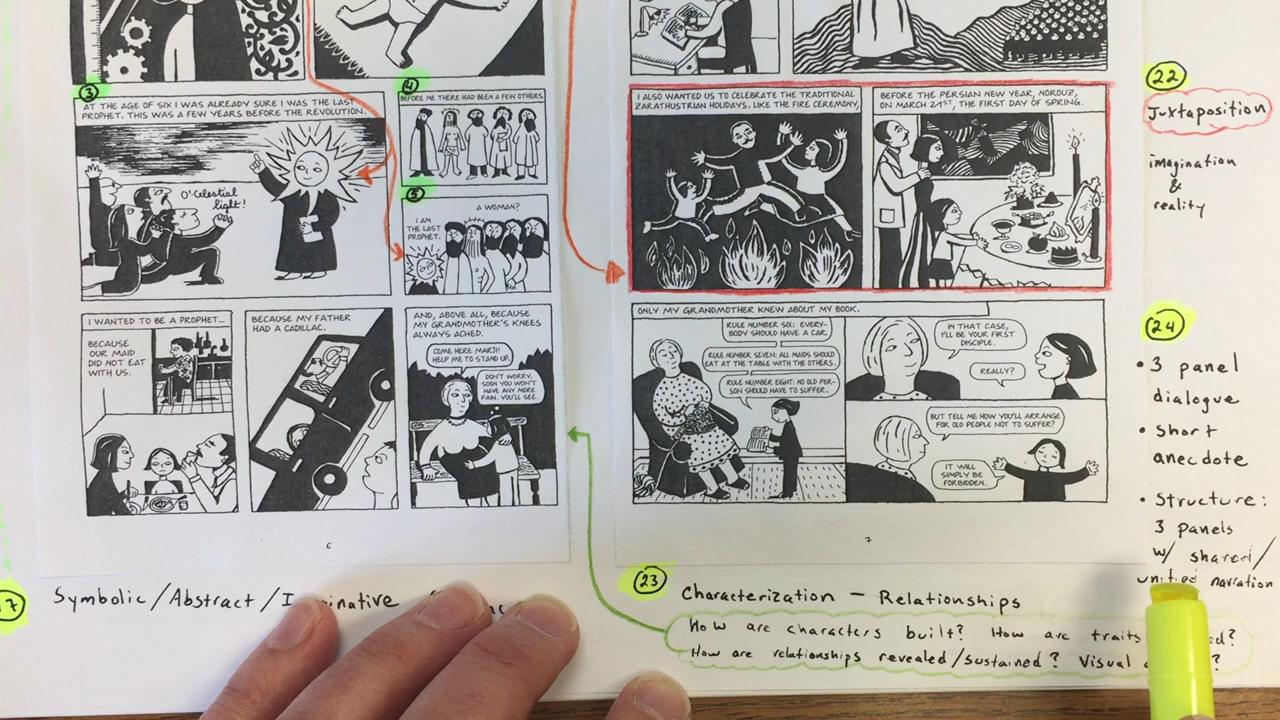 3
AT THE AGE OF SIX I WAS ALREADY SURE I WAS THE LAST
PROPHET. THIS WAS A FEW YEARS BEFORE THE REVOLUTION.
O' Celestial
light!
4
BEFORE ME THERE HAD BEEN A FEW OTHERS.
5
A WOMAN?
I AM
THE LAST
PROPHET.
I WANTED TO BE A PROPHET...
BECAUSE
OUR MAID
DID NOT EAT
WITH US.
BECAUSE MY FATHER
HAD A CADILLAC.
AND, ABOVE ALL, BECAUSE
MY GRANDMOTHER'S KNEES
ALWAYS ACHED.
COME HERE MARJI!
HELP ME TO STAND UP.
DON'T WORRY,
SOON YOU WON'T
HAVE ANY MORE
PAIN. YOU'LL SEE.
6
I ALSO WANTED US TO CELEBRATE THE TRADITIONAL
ZARATHUSTRIAN HOLIDAYS. LIKE THE FIRE CEREMONY,
BEFORE THE PERSIAN NEW YEAR, NOROUZ,
ON MARCH 21ST, THE FIRST DAY OF SPRING.
ONLY MY GRANDMOTHER KNEW ABOUT MY BOOK.
RULE NUMBER SIX: EVERY-
BODY SHOULD HAVE A CAR.
RULE NUMBER SEVEN: ALL MAIDS SHOULD
EAT AT THE TABLE WITH THE OTHERS.
RULE NUMBER EIGHT: NO OLD PER-
SON SHOULD HAVE TO SUFFER.
IN THAT CASE,
I'LL BE YOUR FIRST
DISCIPLE.
REALLY?
BUT TELL ME HOW YOU'LL ARRANGE
FOR OLD PEOPLE NOT TO SUFFER?
IT WILL
SIMPLY BE
FORBIDDEN.
7
22
Juxtaposition
imagination
&
reality
24
• 3 panel
dialogue
• short
anecdote
• Structure:
3 panels
w/ shared/
unified narration
17
Symbolic/Abstract/
23
Characterization - Relationships
How are characters built? How are traits
How are relationships revealed/sustained? Visual